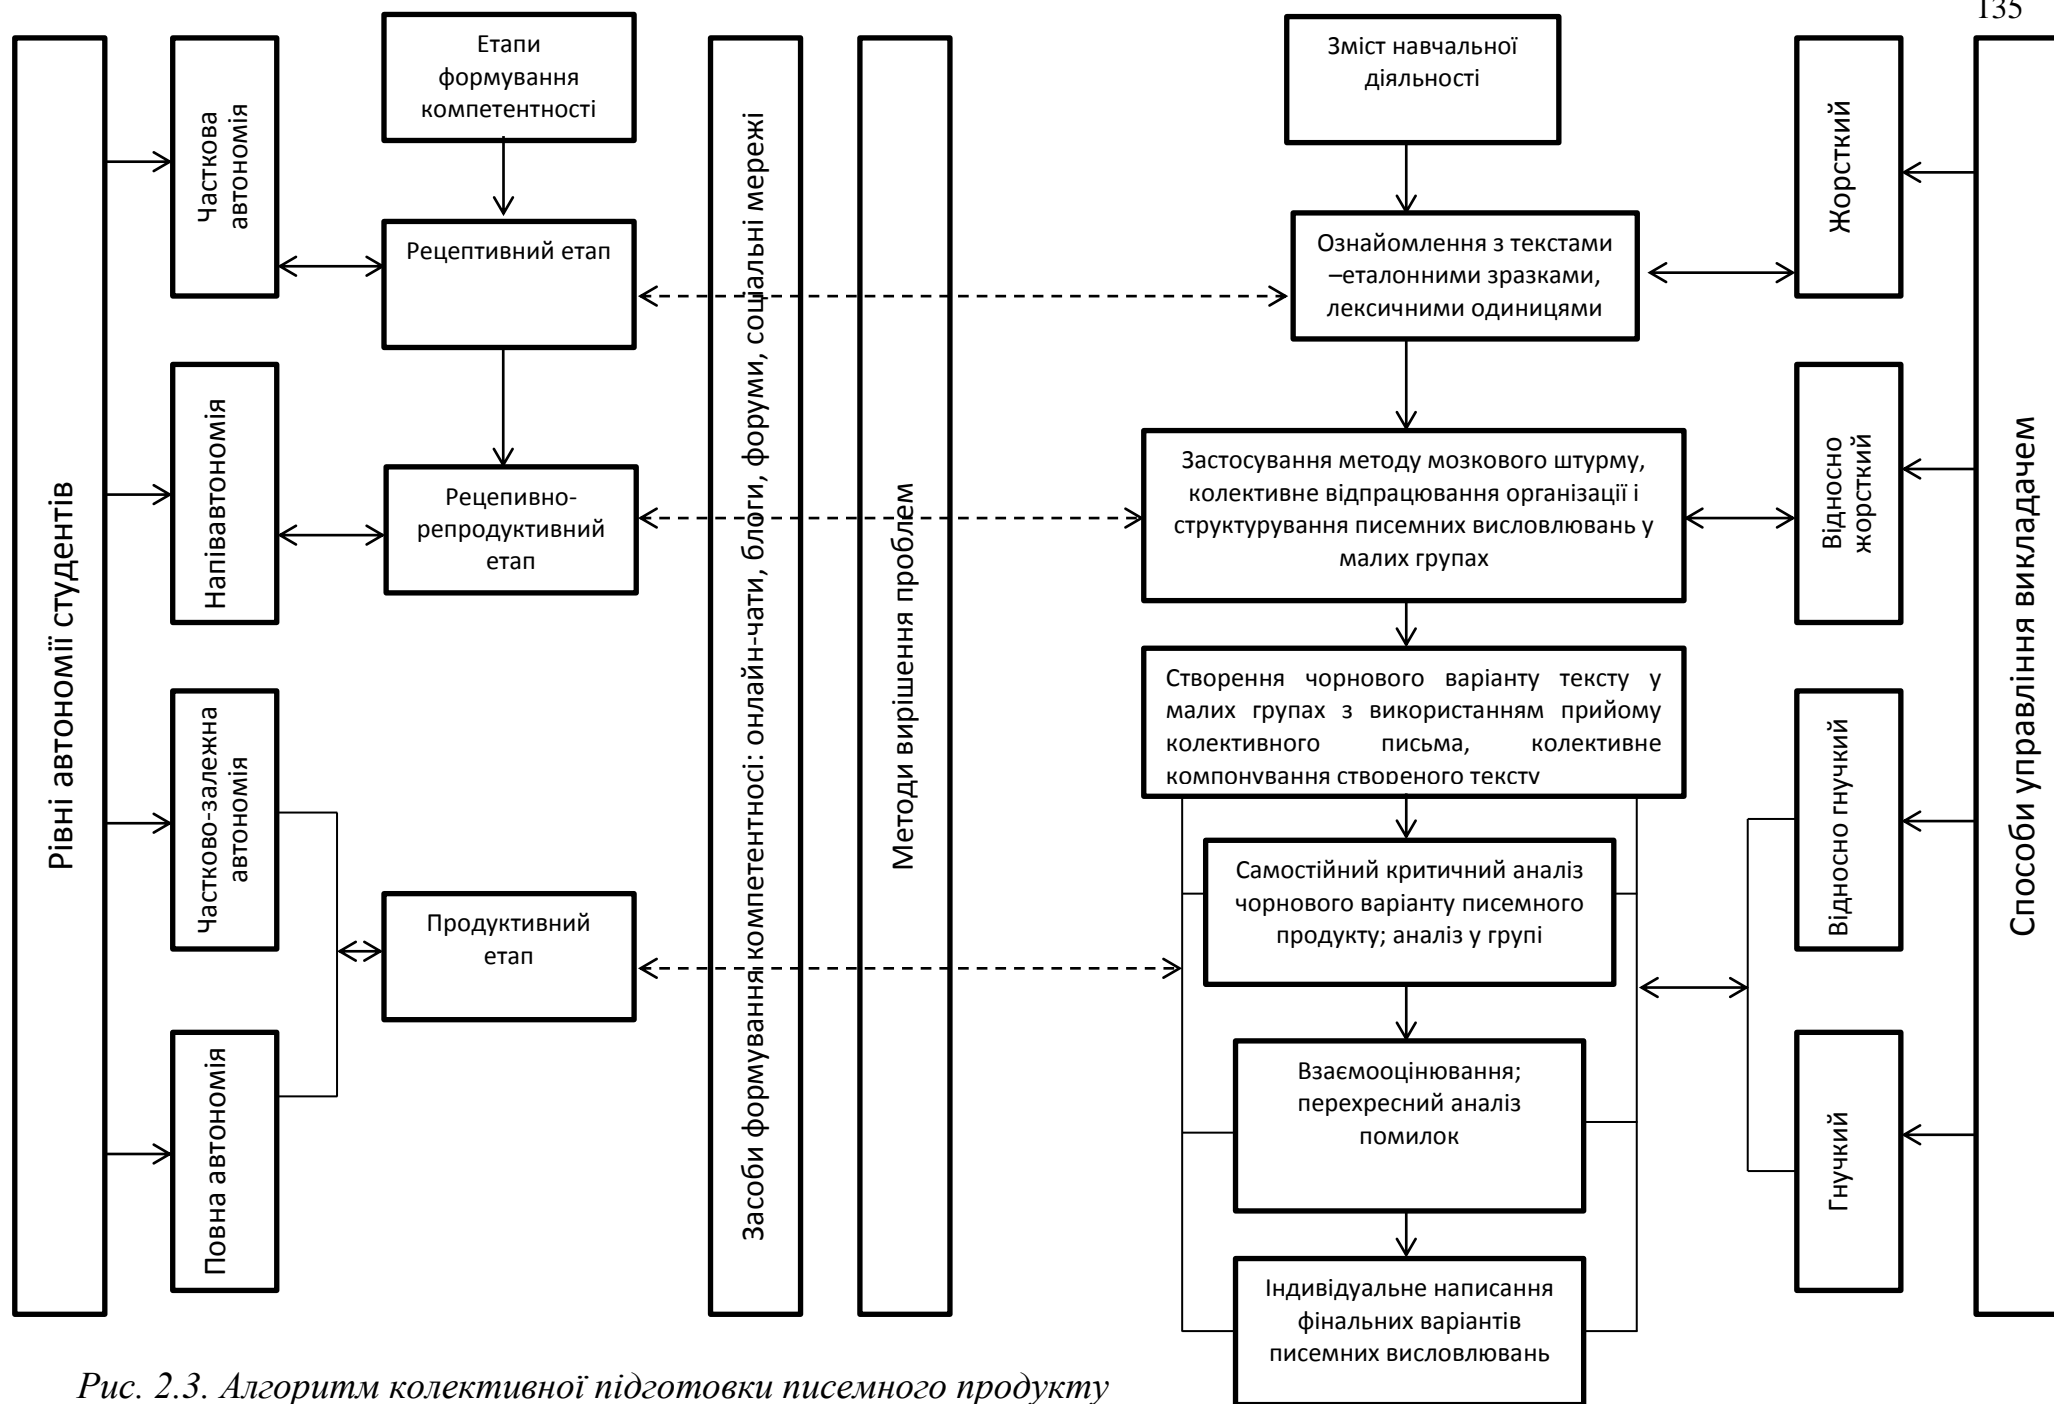 135
Рівні автономії студентів
Часткова
автономія
Напівавтономія
Частково-залежна
автономія
Повна автономія
Етапи
формування
компетентності
Рецептивний етап
Рецепивно-
репродуктивний
етап
Продуктивний
етап
Засоби формування компетентносі: онлайн-чати, блоги, форуми, соціальні мережі
Методи вирішення проблем
Зміст навчальної
діяльності
Ознайомлення з текстами
–еталонними зразками,
лексичними одиницями
Застосування методу мозкового штурму,
колективне відпрацювання організації і
структурування писемних висловлювань у
малих групах
Створення чорнового варіанту тексту у
малих групах з використанням прийому
колективного письма, колективне
компонування створеного тексту
Самостійний критичний аналіз
чорнового варіанту писемного
продукту; аналіз у групі
Взаємооцінювання;
перехресний аналіз
помилок
Індивідуальне написання
фінальних варіантів
писемних висловлювань
Жорсткий
Відносно
жорсткий
Відносно гнучкий
Гнучкий
Способи управління викладачем
Рис. 2.3. Алгоритм колективної підготовки писемного продукту